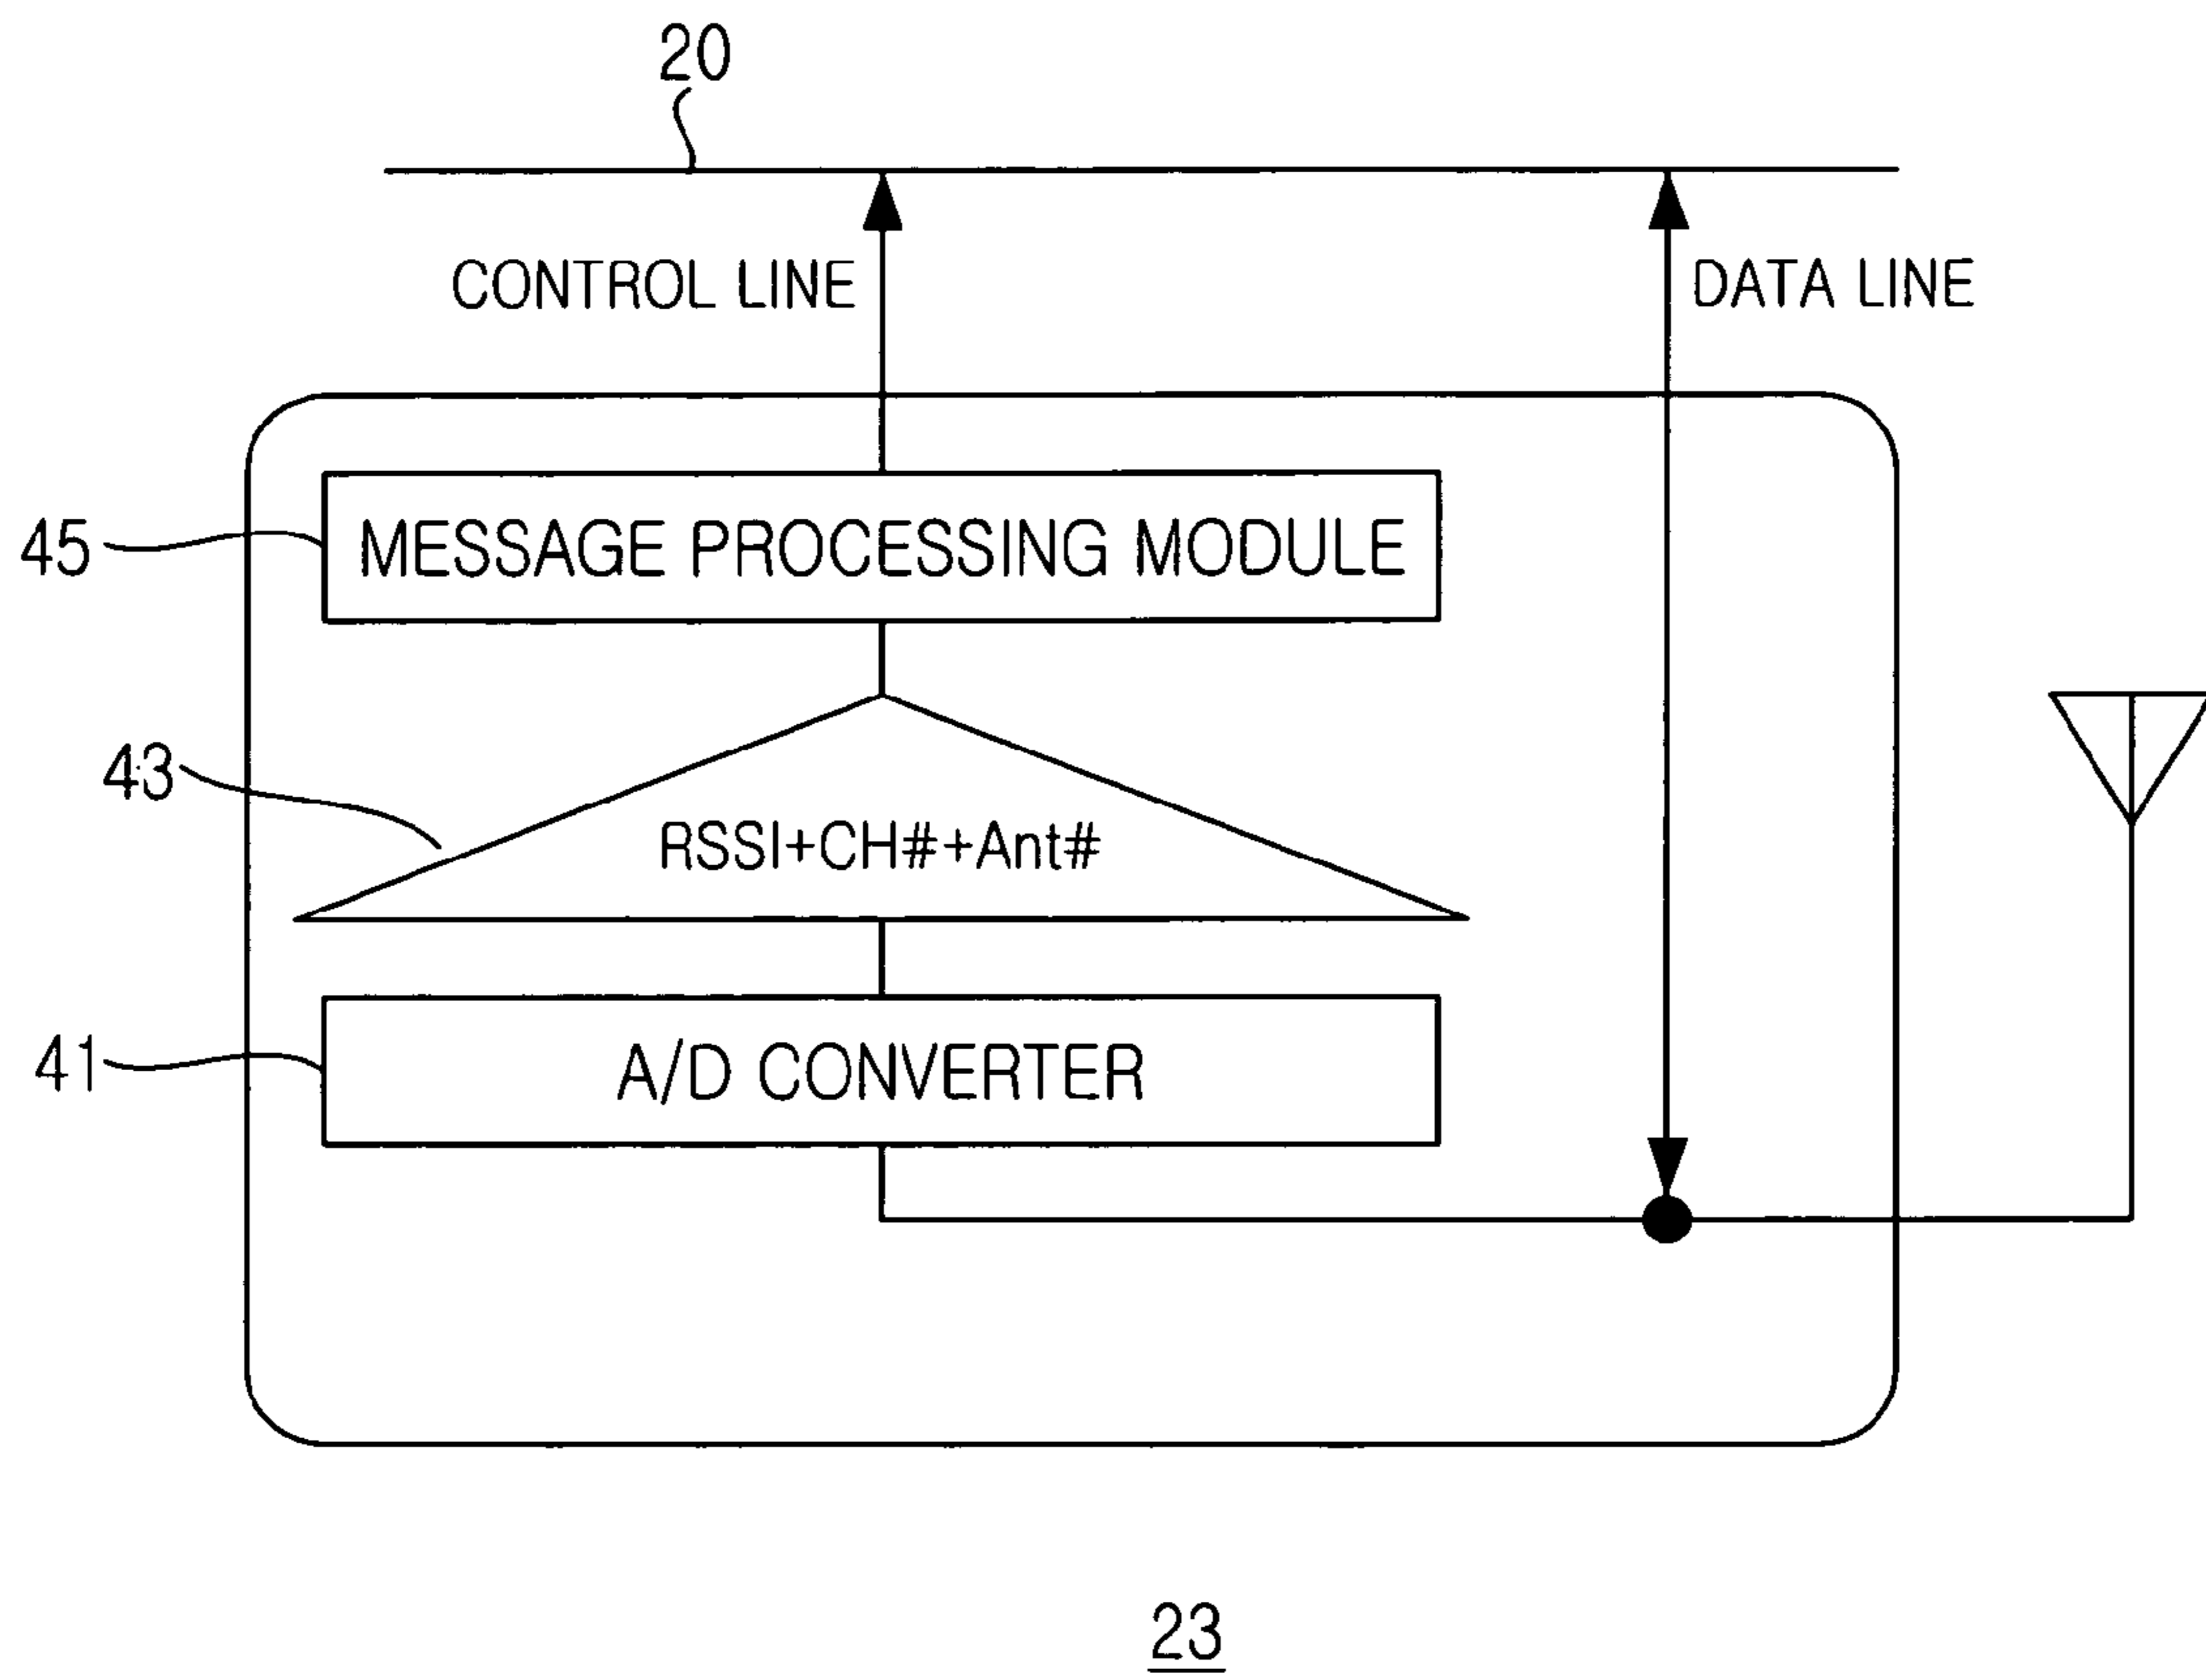 20
CONTROL LINE
DATA LINE
45
MESSAGE PROCESSING MODULE
43
RSSI+CH#+Ant#
41
A/D CONVERTER
23